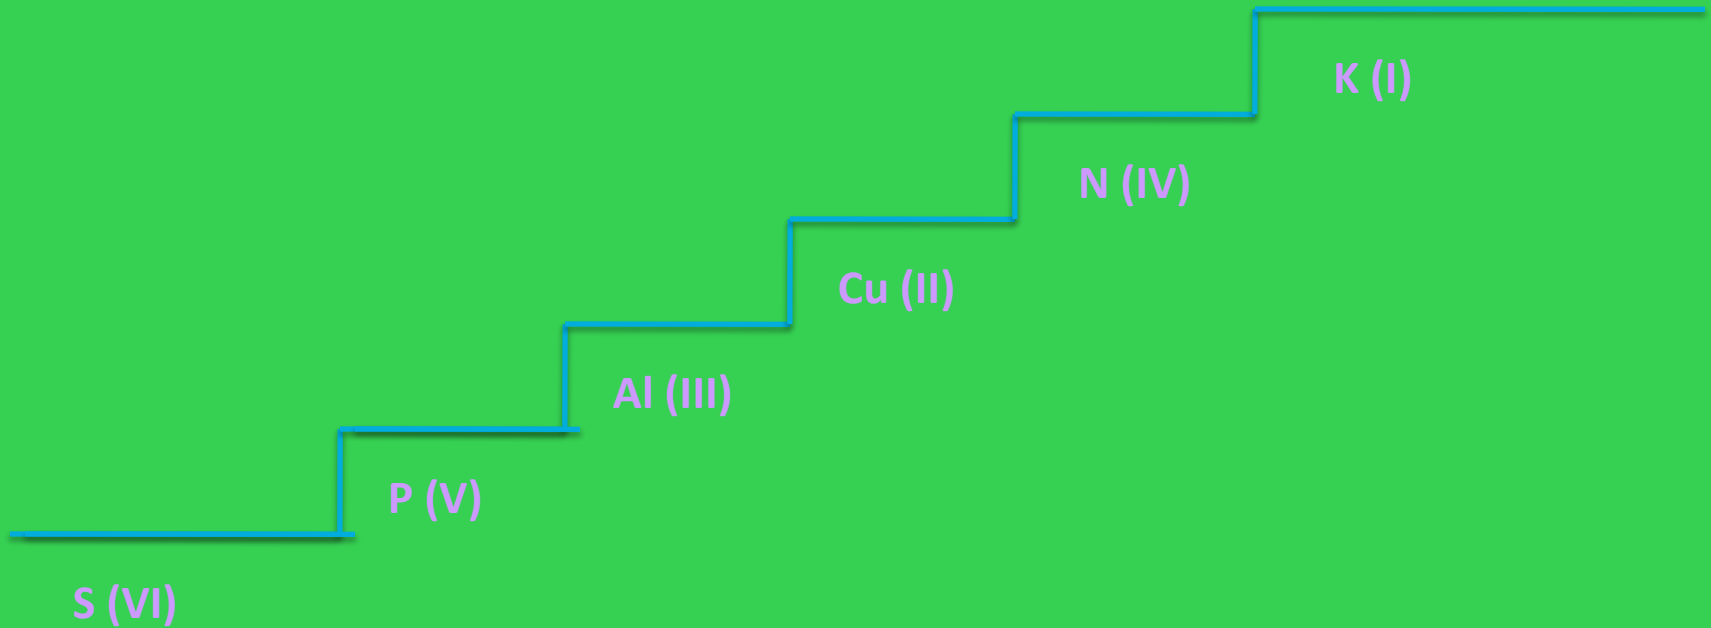 K (I)
N (IV)
Cu (II)
Al (III)
P (V)
S (VI)